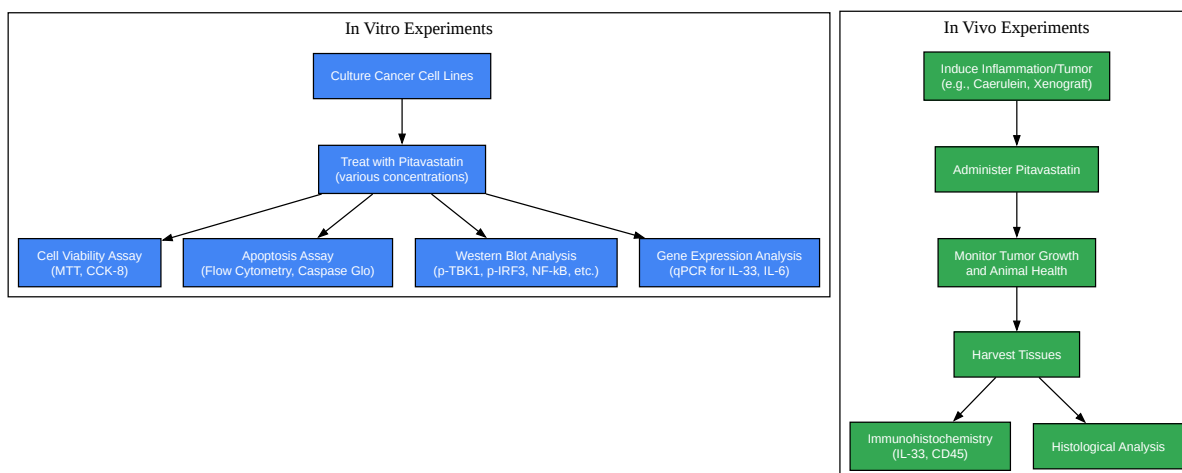 In Vitro Experiments
Culture Cancer Cell Lines
Treat with Pitavastatin
(various concentrations)
Cell Viability Assay
(MTT, CCK-8)
Apoptosis Assay
(Flow Cytometry, Caspase Glo)
Western Blot Analysis
(p-TBK1, p-IRF3, NF-kB, etc.)
Gene Expression Analysis
(qPCR for IL-33, IL-6)
In Vivo Experiments
Induce Inflammation/Tumor
(e.g., Caerulein, Xenograft)
Administer Pitavastatin
Monitor Tumor Growth
and Animal Health
Harvest Tissues
Immunohistochemistry
(IL-33, CD45)
Histological Analysis